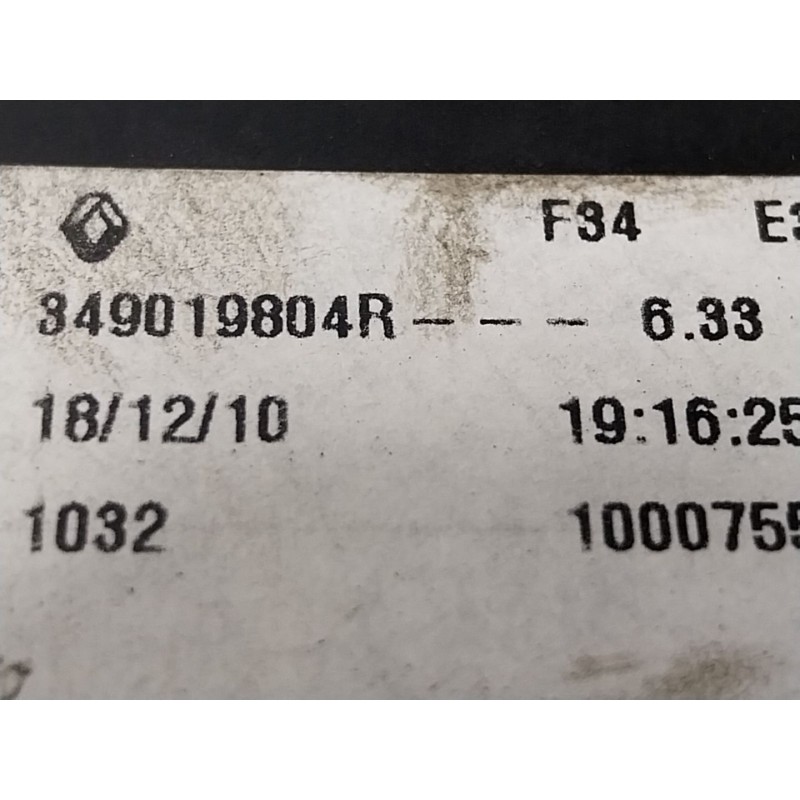 F34
349019804R - - - 6.33
18/12/10 19:16:25
1032